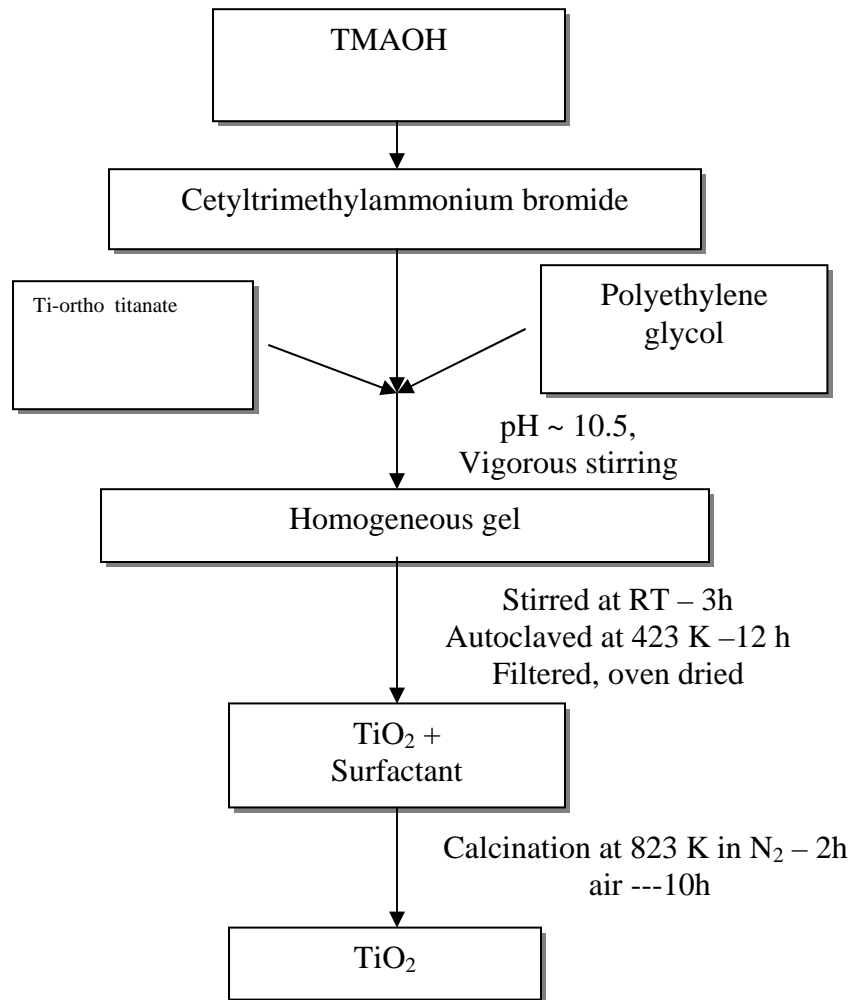 TMAOH
Cetyltrimethylammonium bromide
Ti-ortho titanate
Polyethylene
glycol
pH ~ 10.5,
Vigorous stirring
Homogeneous gel
Stirred at RT – 3h
Autoclaved at 423 K –12 h
Filtered, oven dried
TiO₂ +
Surfactant
Calcination at 823 K in N₂ – 2h
air ---10h
TiO₂